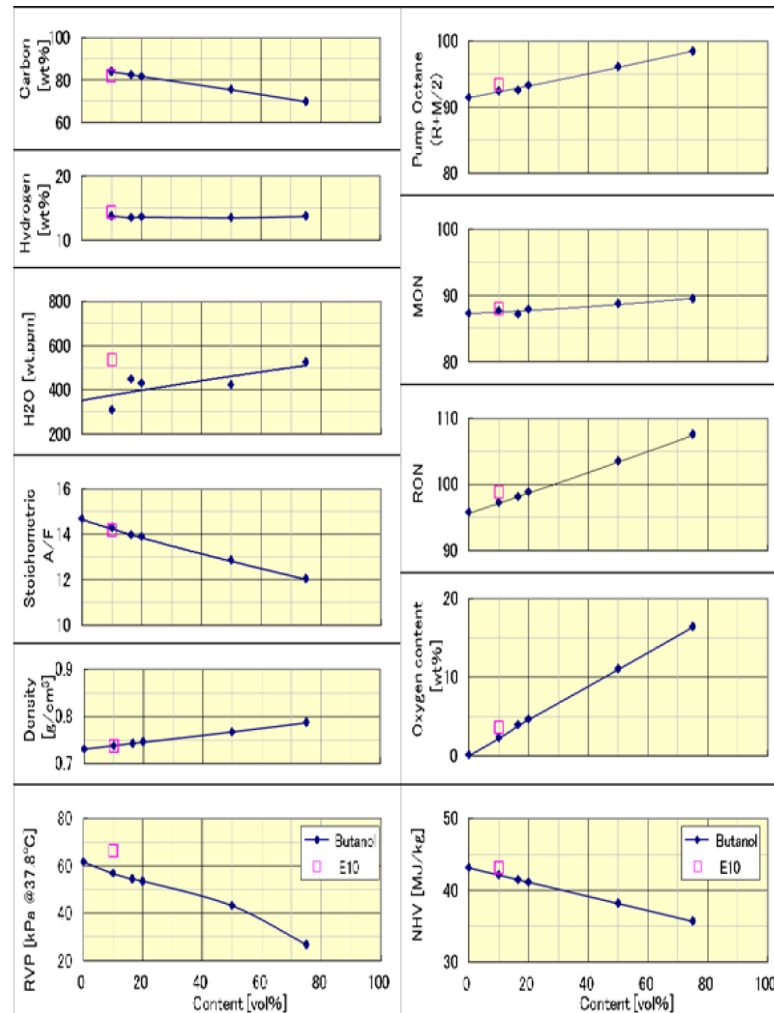 Carbon
[wt%]
100
80
60
Hydrogen
[wt%]
20
10
H2O [wt.ppm]
800
600
400
200
Stoichometric
A/F
16
14
12
10
Density
[g/cm³]
0.9
0.8
0.7
RVP [kPa @37.8℃]
80
60
40
20
Butanol
E10
0 20 40 60 80 100
Content [vol%]
Pump Octane
(R+M/2)
100
90
80
MON
100
90
80
RON
110
100
90
Oxygen content
[wt%]
20
10
0
NHV [MJ/kg]
50
40
30
Butanol
E10
0 20 40 60 80 100
Content [vol%]